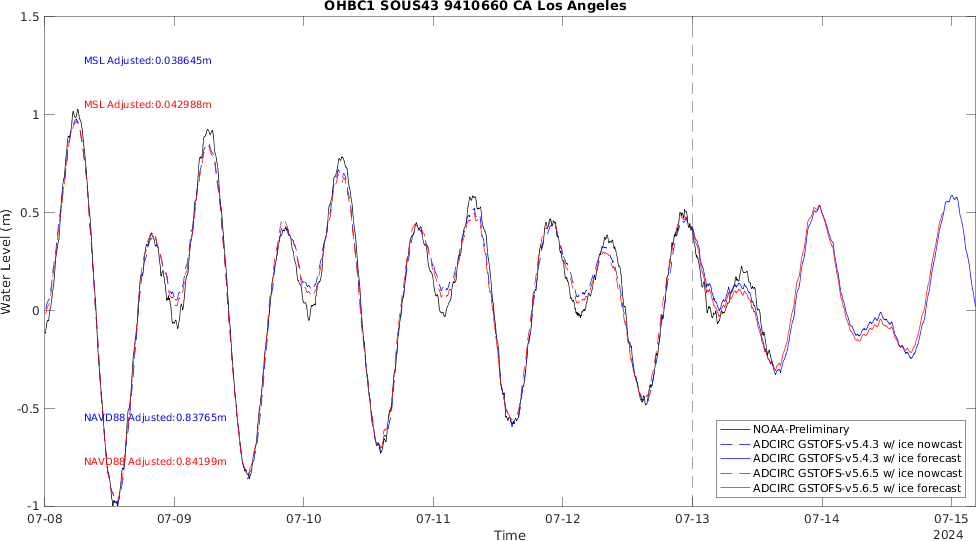 OHBC1 SOUS43 9410660 CA Los Angeles
1.5
MSL Adjusted:0.038645m
MSL Adjusted:0.042988m
1
0.5
Water Level (m)
0
-0.5
NAVD88 Adjusted:0.83765m
NAVD88 Adjusted:0.84199m
-1
NOAA-Preliminary
ADCIRC GSTOFS-v5.4.3 w/ ice nowcast
ADCIRC GSTOFS-v5.4.3 w/ ice forecast
ADCIRC GSTOFS-v5.6.5 w/ ice nowcast
ADCIRC GSTOFS-v5.6.5 w/ ice forecast
07-08 07-09 07-10 07-11 07-12 07-13 07-14 07-15
Time
2024